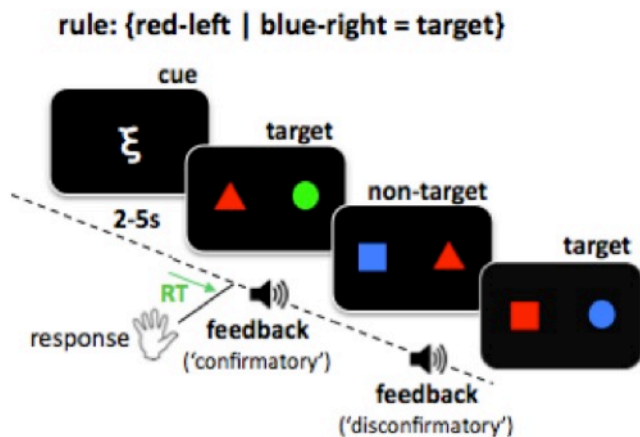 rule: {red-left | blue-right = target}
cue
ξ
target
non-target
target
2-5s
RT
response
feedback
('confirmatory')
feedback
('disconfirmatory')